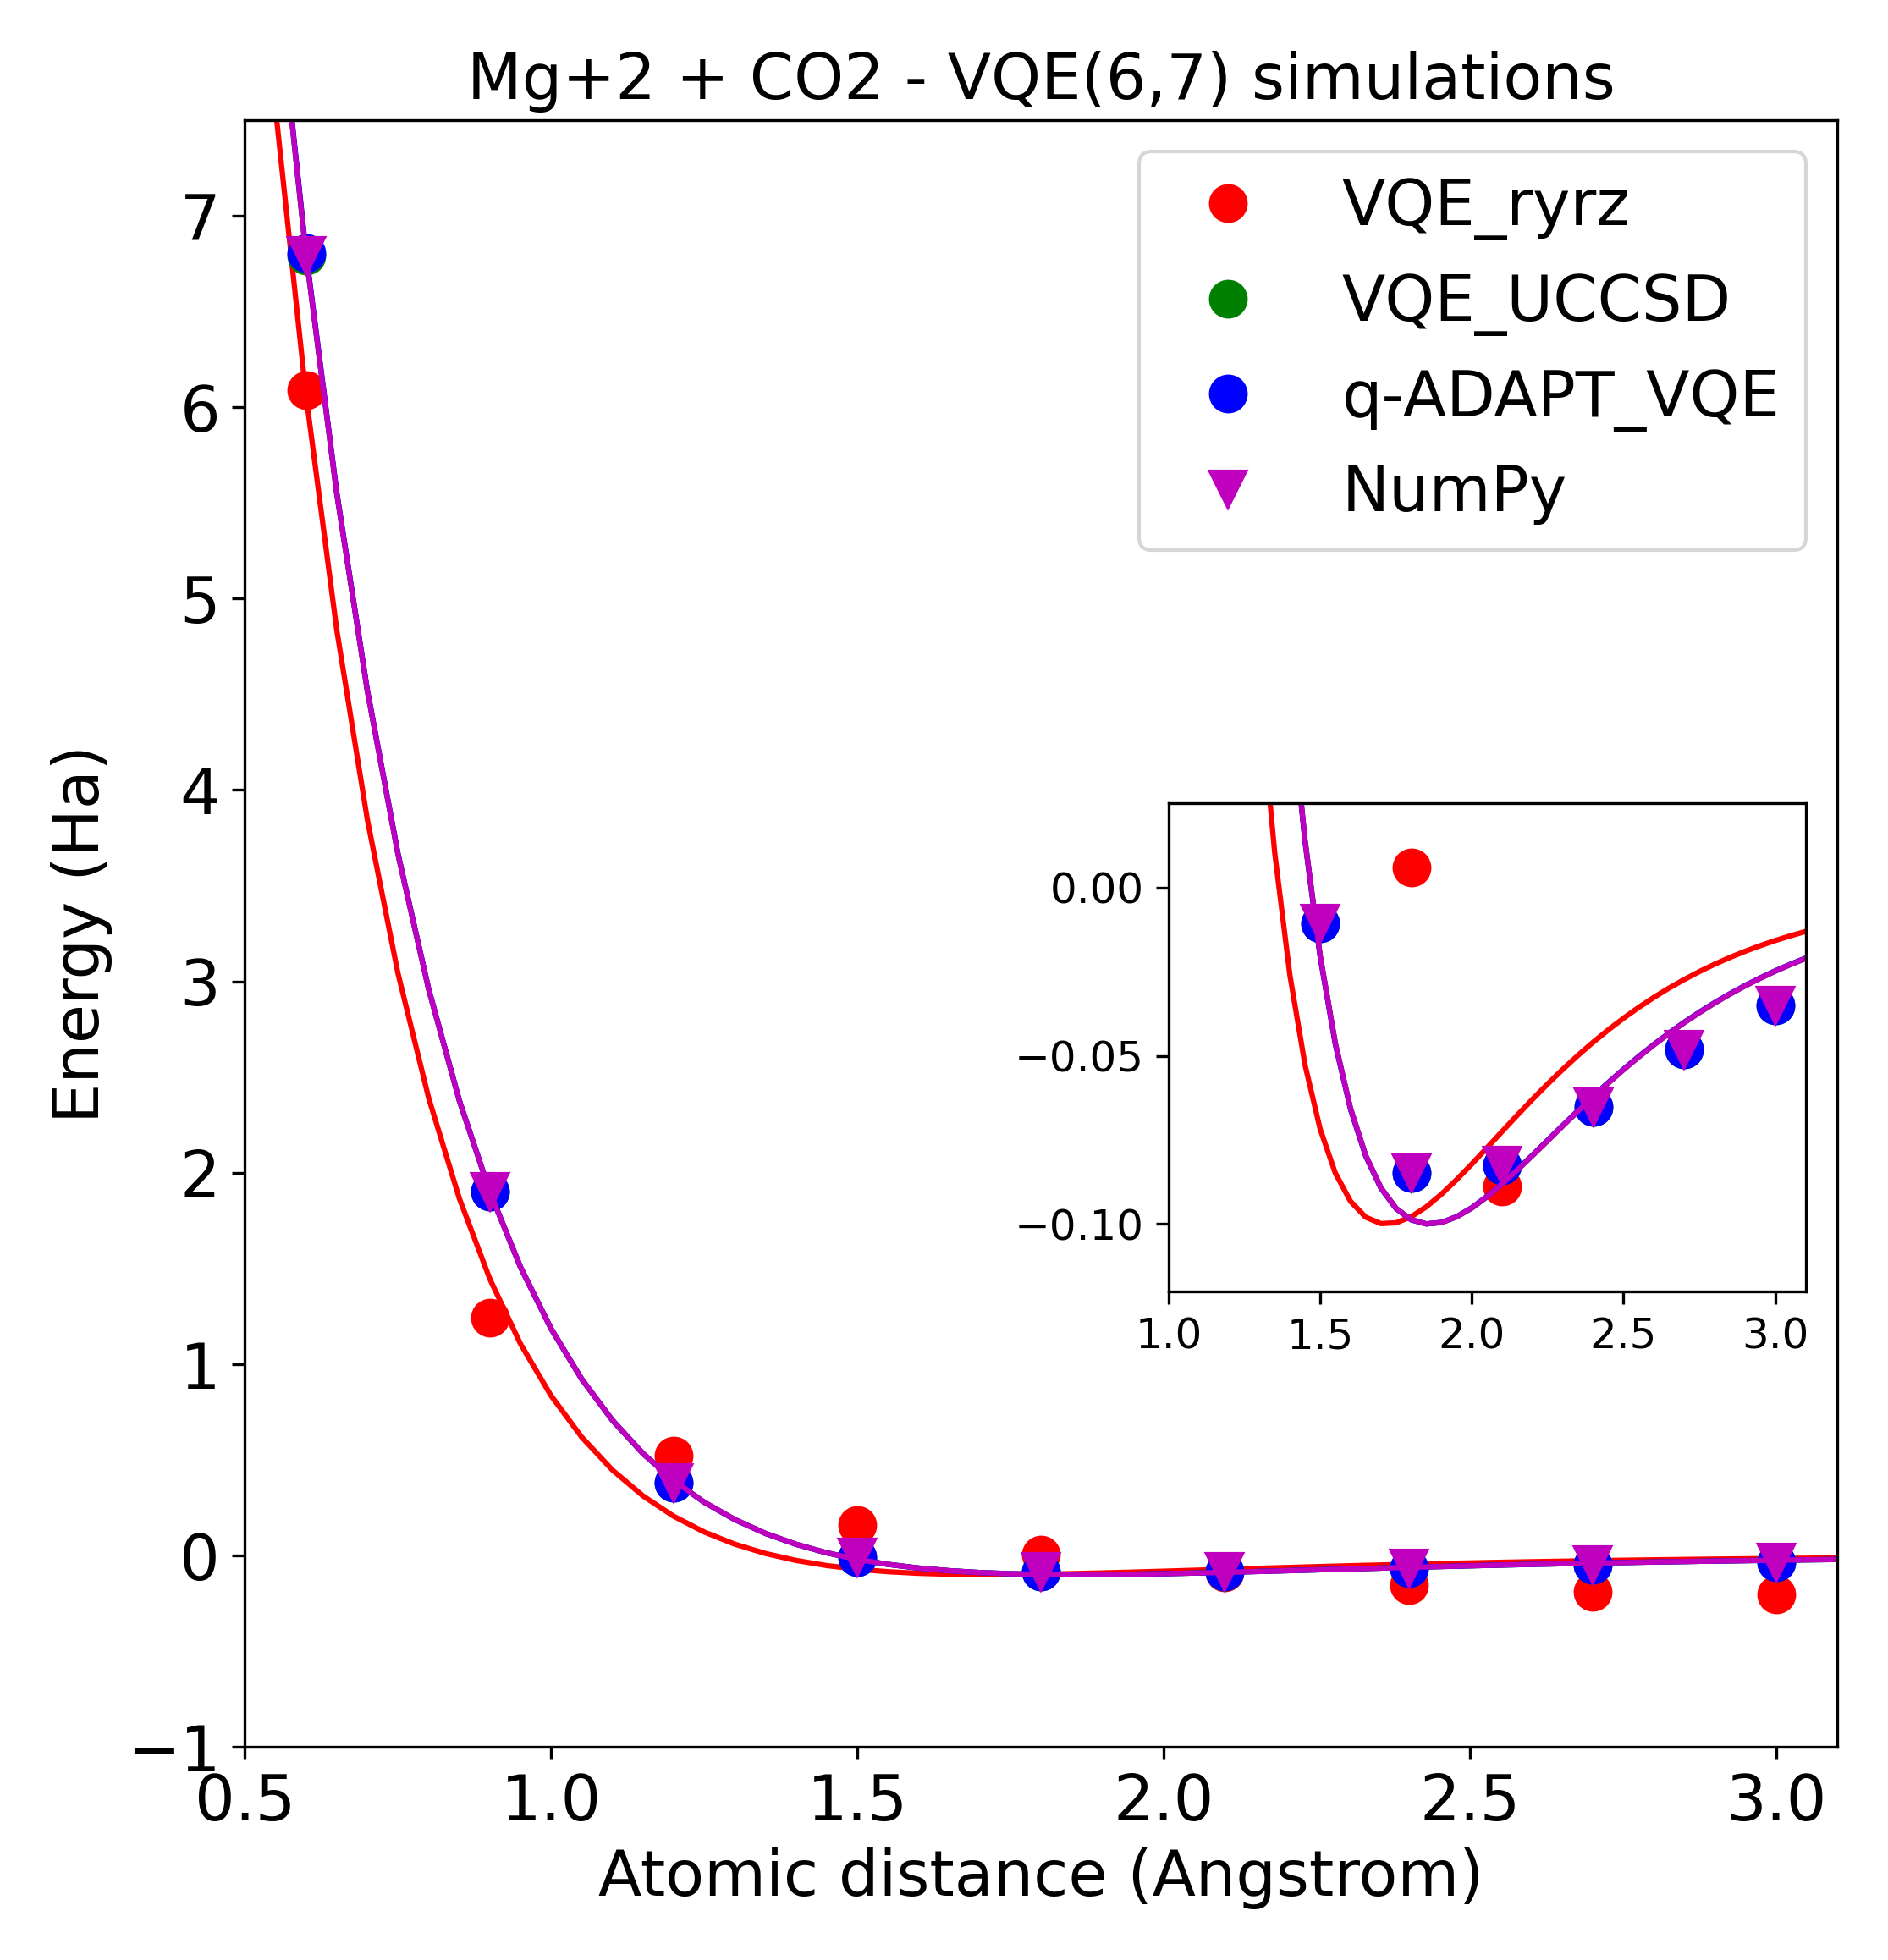 Mg+2 + CO2 - VQE(6,7) simulations
VQE_ryrz
VQE_UCCSD
q-ADAPT_VQE
NumPy
7
6
5
4
3
2
1
0
−1
Energy (Ha)
0.00
−0.05
−0.10
1.0 1.5 2.0 2.5 3.0
0.5 1.0 1.5 2.0 2.5 3.0
Atomic distance (Angstrom)